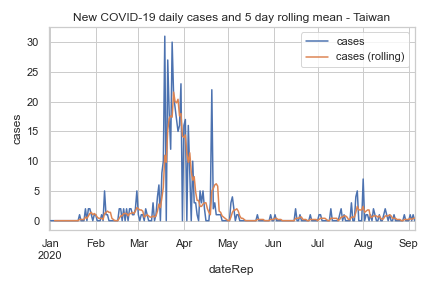 New COVID-19 daily cases and 5 day rolling mean - Taiwan
cases
cases (rolling)
30
25
20
15
10
5
0
cases
Jan Feb Mar Apr May Jun Jul Aug Sep
2020
dateRep